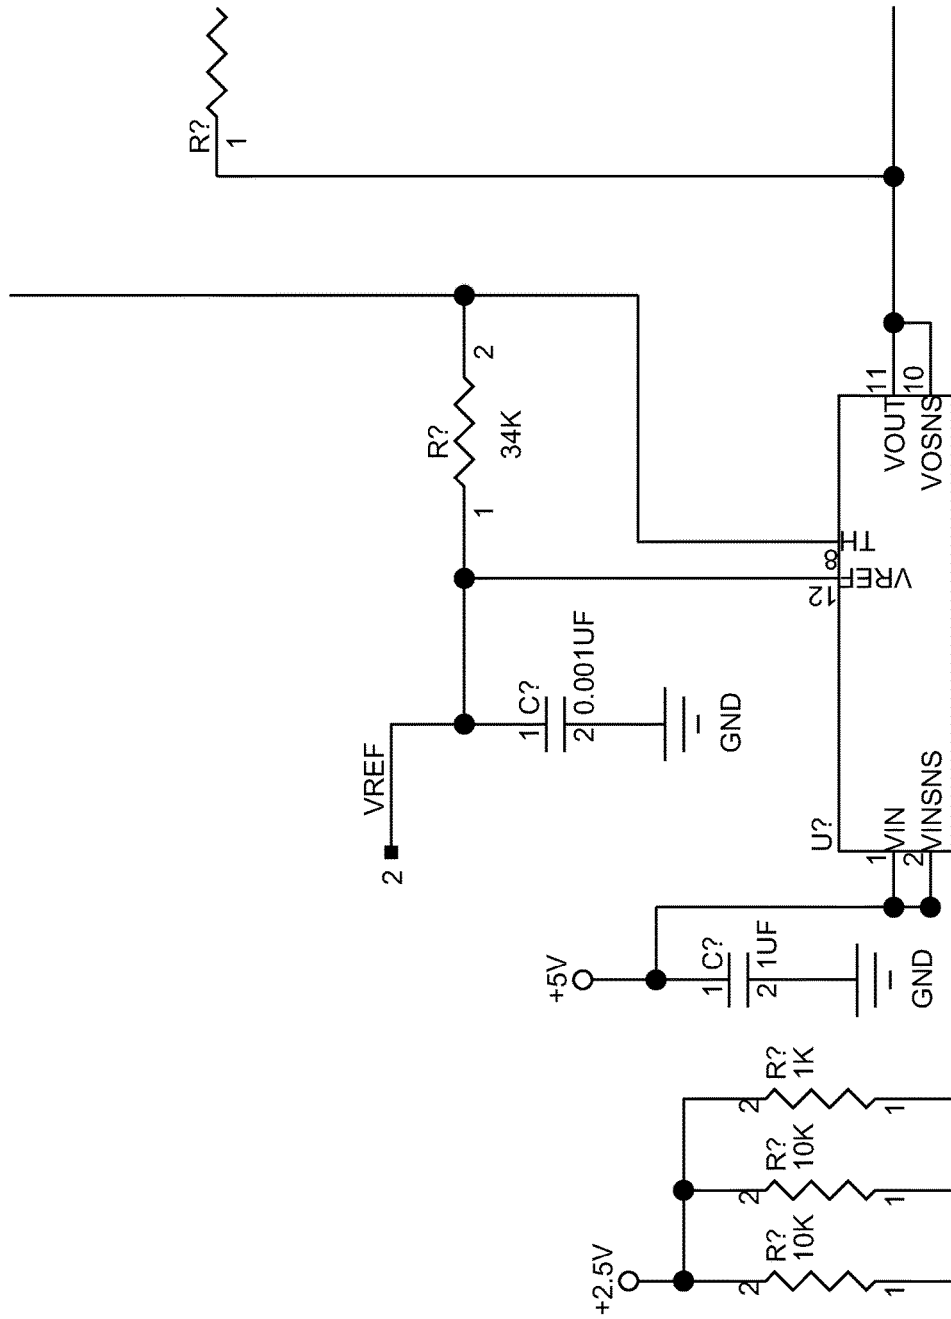 R?
1
2
R?
34K
1
11
VOUT
10
VOSNS
TH
8
VREF
12
VREF
2
1
C?
2
0.001UF
GND
U?
1
VIN
2
VINSNS
+5V
1
C?
2
1UF
GND
+2.5V
2
R?
10K
1
2
R?
10K
1
2
R?
1K
1